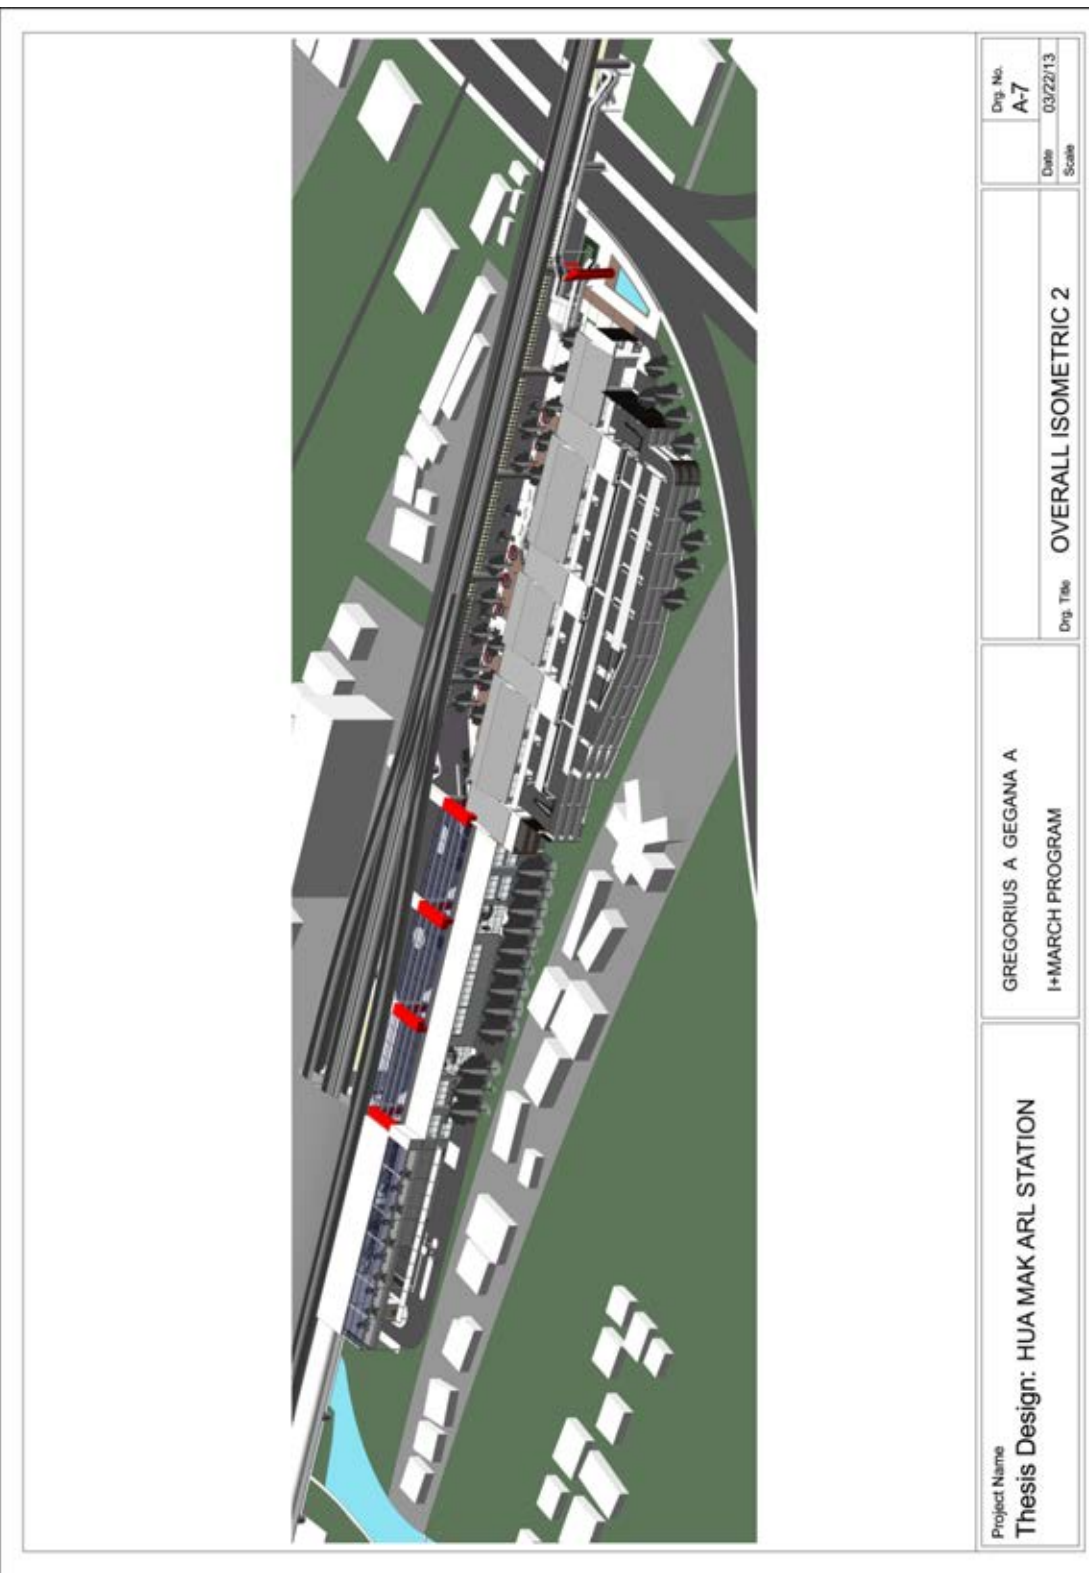 Project Name
Thesis Design: HUA MAK ARL STATION
GREGORIUS A GEGANA A
I+MARCH PROGRAM
Drg. Title OVERALL ISOMETRIC 2
Drg. No.
A-7
Date 03/22/13
Scale